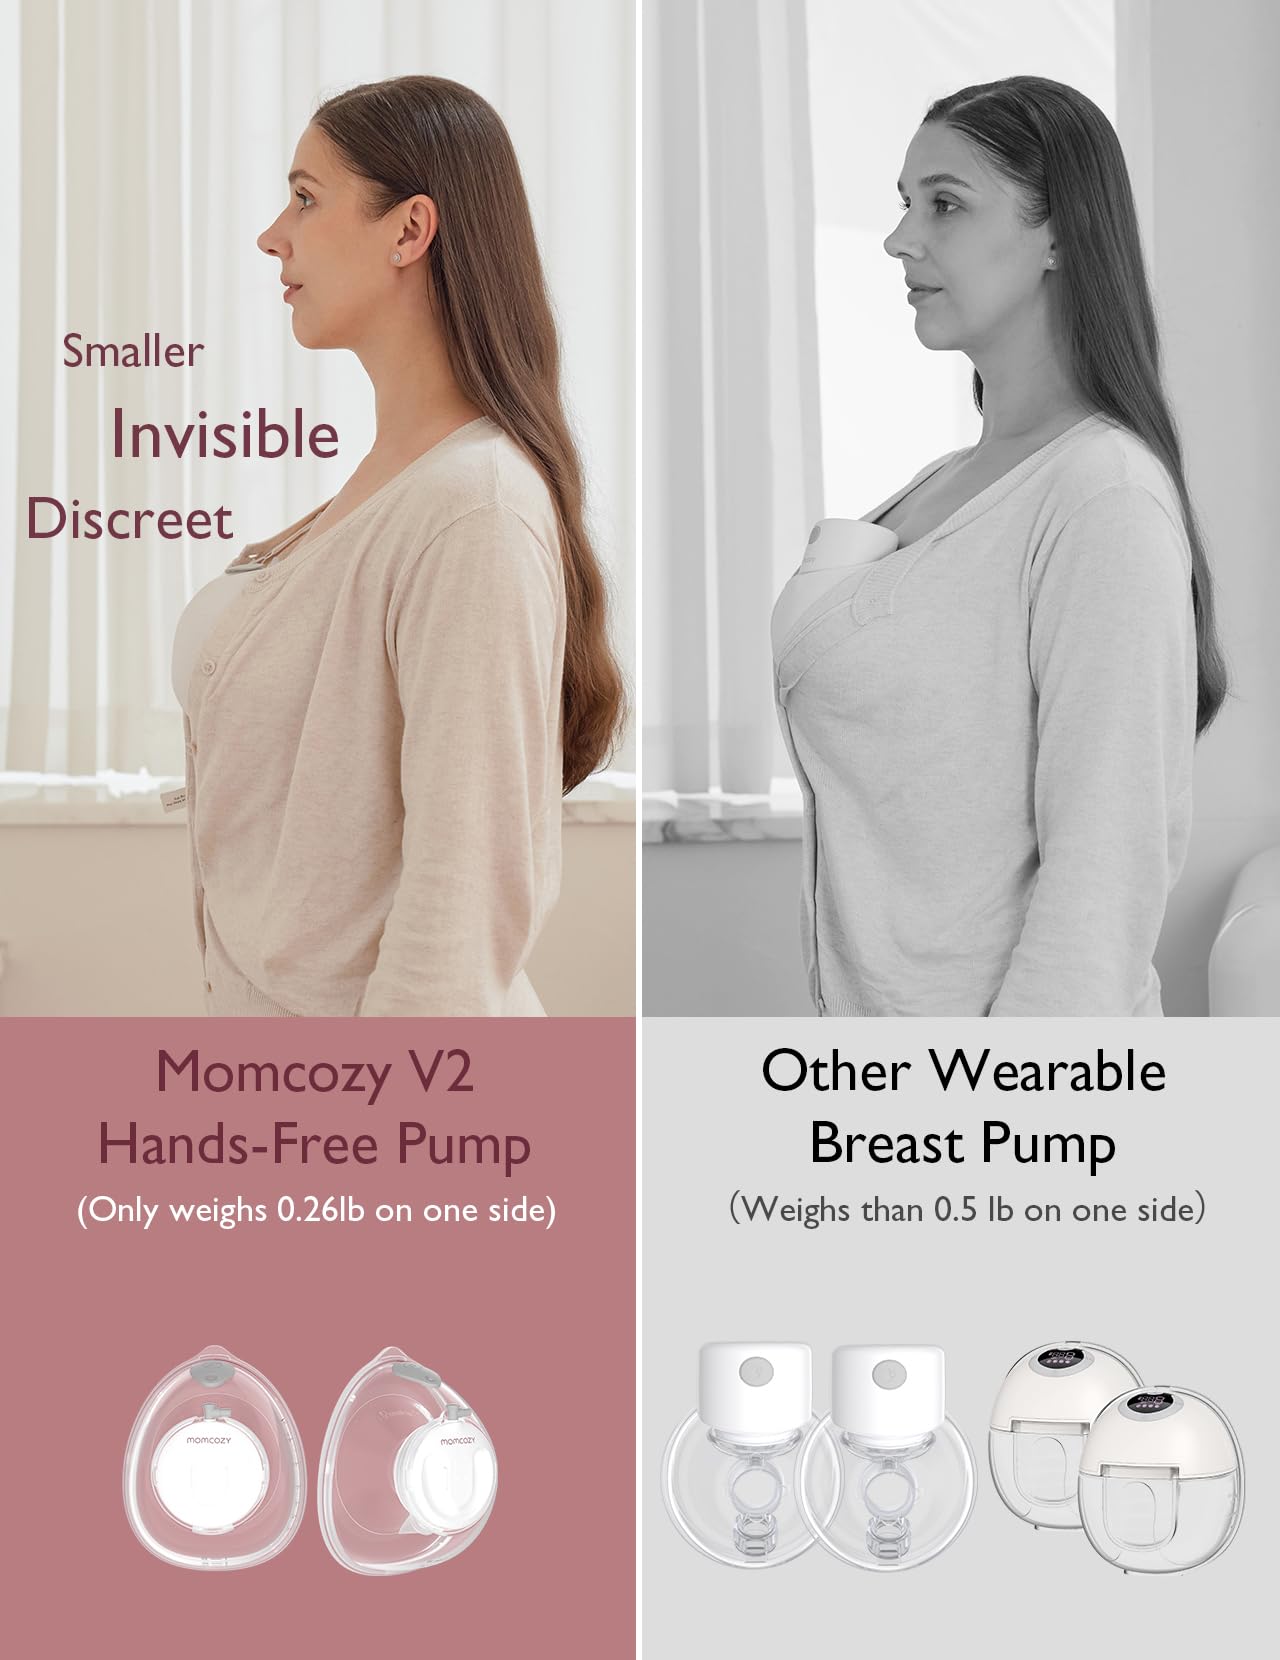 Smaller
Invisible
Discreet
Momcozy V2
Hands-Free Pump
(Only weighs 0.26lb on one side)
momcozy
momcozy
Other Wearable
Breast Pump
(Weighs than 0.5 lb on one side)